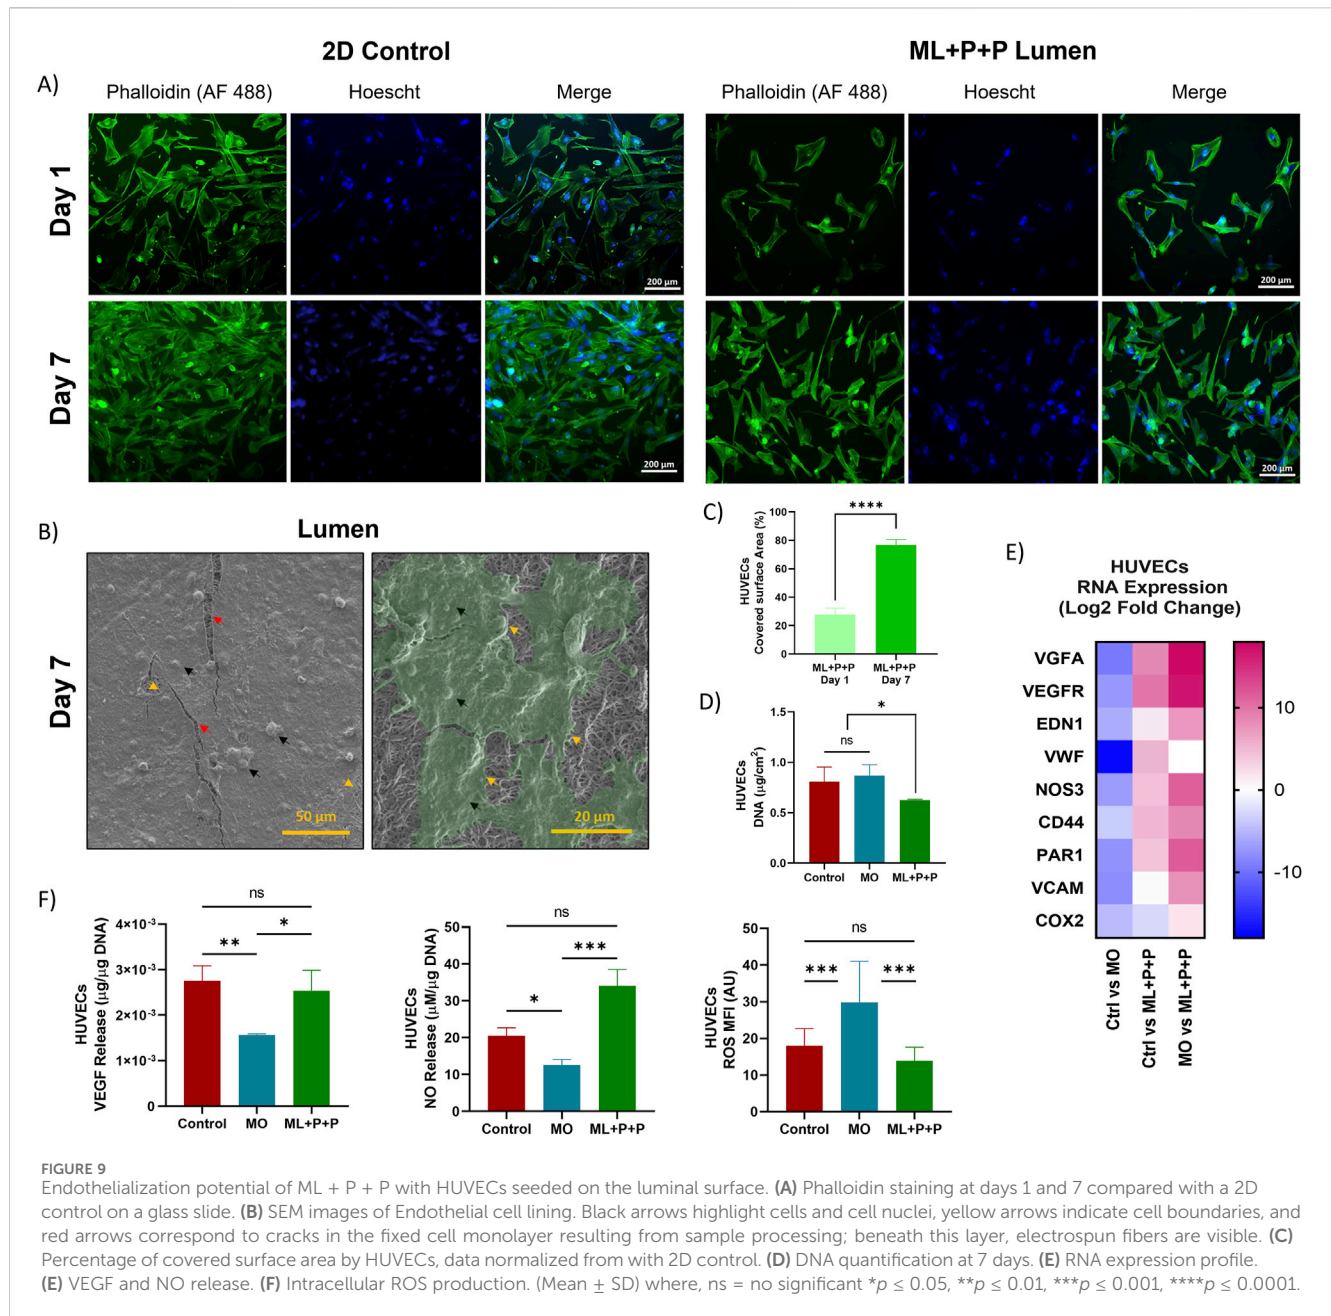 2D Control
ML+P+P Lumen
A)
Phalloidin (AF 488)
Hoescht
Merge
Phalloidin (AF 488)
Hoescht
Merge
Day 1
200 µm
200 µm
Day 7
200 µm
200 µm
B)
Lumen
Day 7
50 µm
20 µm
C)
HUVECs
Covered surface Area (%)
100
80
60
40
20
0
****
ML+P+P
Day 1
ML+P+P
Day 7
D)
HUVECs
DNA (µg/cm²)
1.5
1.0
0.5
0.0
ns
*
Control
MO
ML+P+P
E)
HUVECs
RNA Expression
(Log2 Fold Change)
VGFA
VEGFR
EDN1
VWF
NOS3
CD44
PAR1
VCAM
COX2
Ctrl vs MO
Ctrl vs ML+P+P
MO vs ML+P+P
10
0
-10
F)
HUVECs
VEGF Release (µg/µg DNA)
4×10⁻³
3×10⁻³
2×10⁻³
1×10⁻³
0
ns
**
*
Control
MO
ML+P+P
HUVECs
NO Release (µM/µg DNA)
50
40
30
20
10
0
ns
*
***
Control
MO
ML+P+P
HUVECs
ROS MFI (AU)
50
40
30
20
10
0
ns
***
***
Control
MO
ML+P+P
FIGURE 9
Endothelialization potential of ML + P + P with HUVECs seeded on the luminal surface. (A) Phalloidin staining at days 1 and 7 compared with a 2D
control on a glass slide. (B) SEM images of Endothelial cell lining. Black arrows highlight cells and cell nuclei, yellow arrows indicate cell boundaries, and
red arrows correspond to cracks in the fixed cell monolayer resulting from sample processing; beneath this layer, electrospun fibers are visible. (C)
Percentage of covered surface area by HUVECs, data normalized from with 2D control. (D) DNA quantification at 7 days. (E) RNA expression profile.
(E) VEGF and NO release. (F) Intracellular ROS production. (Mean ± SD) where, ns = no significant *p ≤ 0.05, **p ≤ 0.01, ***p ≤ 0.001, ****p ≤ 0.0001.